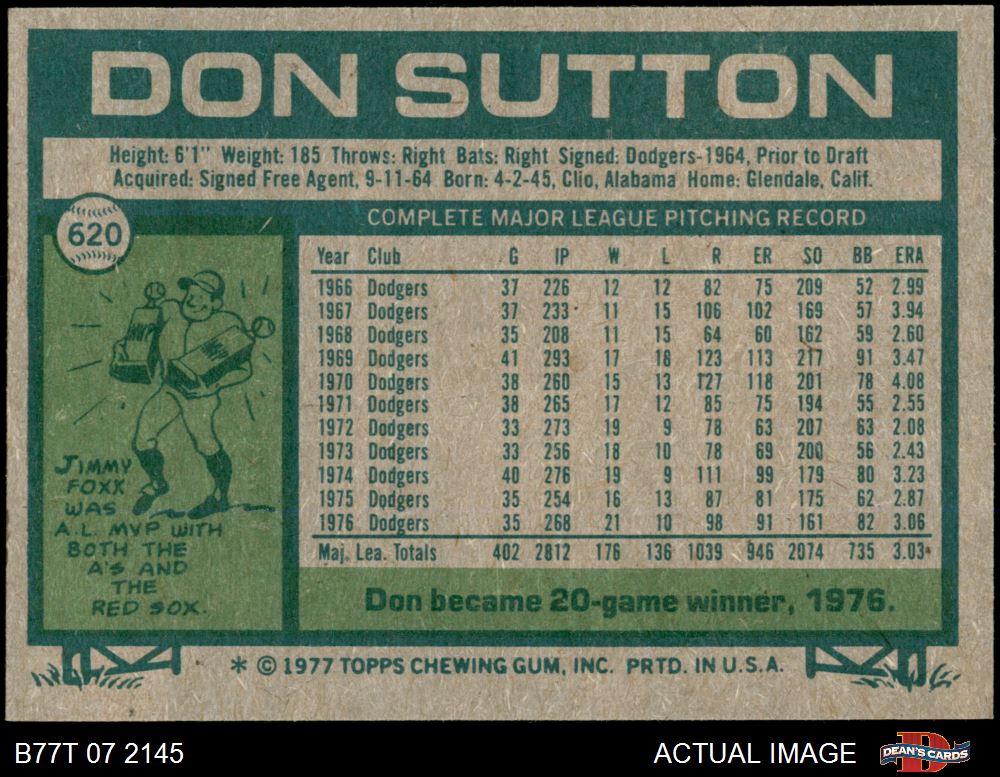 DON SUTTON
Height: 6'1" Weight: 185 Throws: Right Bats: Right Signed: Dodgers-1964, Prior to Draft
Acquired: Signed Free Agent, 9-11-64 Born: 4-2-45, Clio, Alabama Home: Glendale, Calif.
620
COMPLETE MAJOR LEAGUE PITCHING RECORD
Year Club G IP W L R ER SO BB ERA
1966 Dodgers 37 226 12 12 82 75 209 52 2.99
1967 Dodgers 37 233 11 15 106 102 169 57 3.94
1968 Dodgers 35 208 11 15 64 60 162 59 2.60
1969 Dodgers 41 293 17 18 123 113 217 91 3.47
1970 Dodgers 38 260 15 13 127 118 201 78 4.08
1971 Dodgers 38 265 17 12 85 75 194 55 2.55
1972 Dodgers 33 273 19 9 78 63 207 63 2.08
1973 Dodgers 33 256 18 10 78 69 200 56 2.43
1974 Dodgers 40 276 19 9 111 99 179 80 3.23
1975 Dodgers 35 254 16 13 87 81 175 62 2.87
1976 Dodgers 35 268 21 10 98 91 161 82 3.06
Maj. Lea. Totals 402 2812 176 136 1039 946 2074 735 3.03
Don became 20-game winner, 1976.
MVP
MVP
JIMMY
FOXX
WAS
A.L. MVP WITH
BOTH THE
A'S AND
THE
RED SOX.
* © 1977 TOPPS CHEWING GUM, INC. PRTD. IN U.S.A.
B77T 07 2145
ACTUAL IMAGE
DEAN'S CARDS